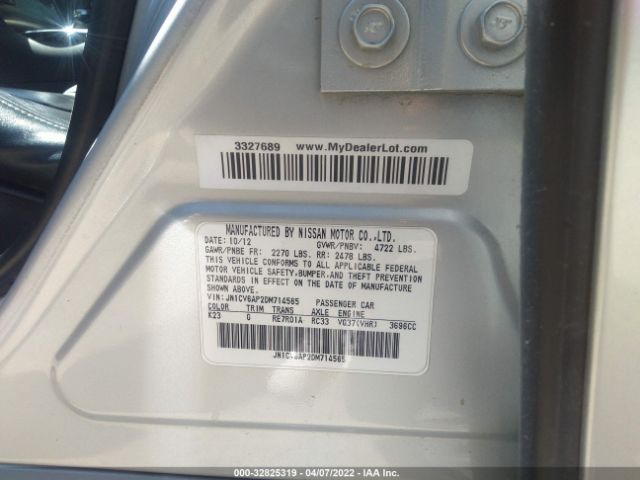 3327689 www.MyDealerLot.com
MANUFACTURED BY NISSAN MOTOR CO.,LTD.
DATE: 10/12 GVWR/PNBV: 4722 LBS.
GAWR/PNBE FR: 2270 LBS. RR: 2478 LBS.
THIS VEHICLE CONFORMS TO ALL APPLICABLE FEDERAL
MOTOR VEHICLE SAFETY,BUMPER,AND THEFT PREVENTION
STANDARDS IN EFFECT ON THE DATE OF MANUFACTURE
SHOWN ABOVE.
VIN: JN1CV6AP2DM714565 PASSENGER CAR
COLOR TRIM TRANS AXLE ENGINE
K23 G RE7R01A RC33 VQ37(VHR) 3696CC
JN1CV6AP2DM714565
000-32825319 - 04/07/2022 - IAA Inc.